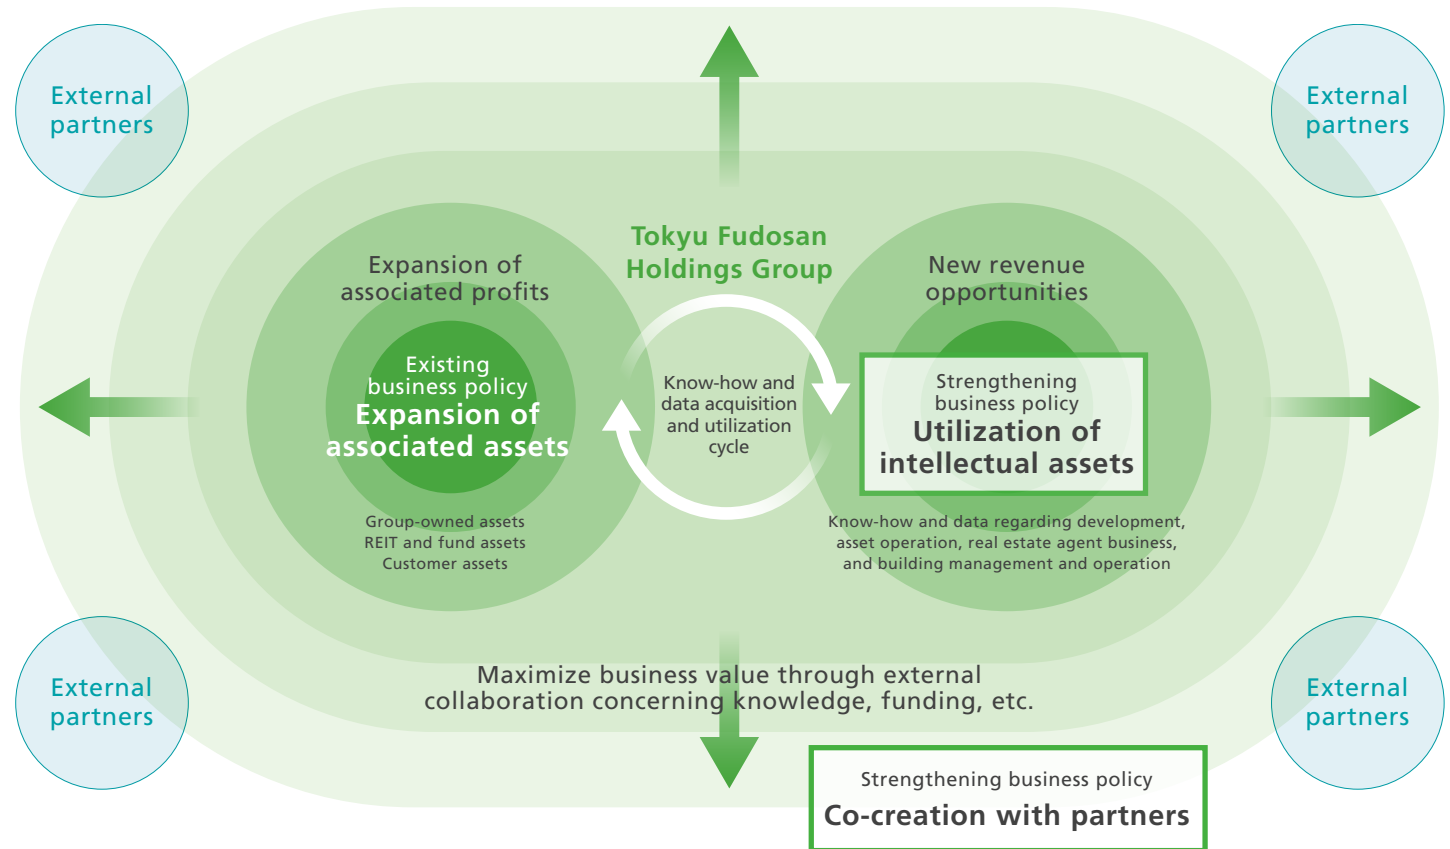 External
partners
External
partners
Tokyu Fudosan
Holdings Group
Expansion of
associated profits
Existing
business policy
Expansion of
associated assets
Group-owned assets
REIT and fund assets
Customer assets
Know-how and
data acquisition
and utilization
cycle
New revenue
opportunities
Strengthening
business policy
Utilization of
intellectual assets
Know-how and data regarding development,
asset operation, real estate agent business,
and building management and operation
Maximize business value through external
collaboration concerning knowledge, funding, etc.
External
partners
External
partners
Strengthening business policy
Co-creation with partners